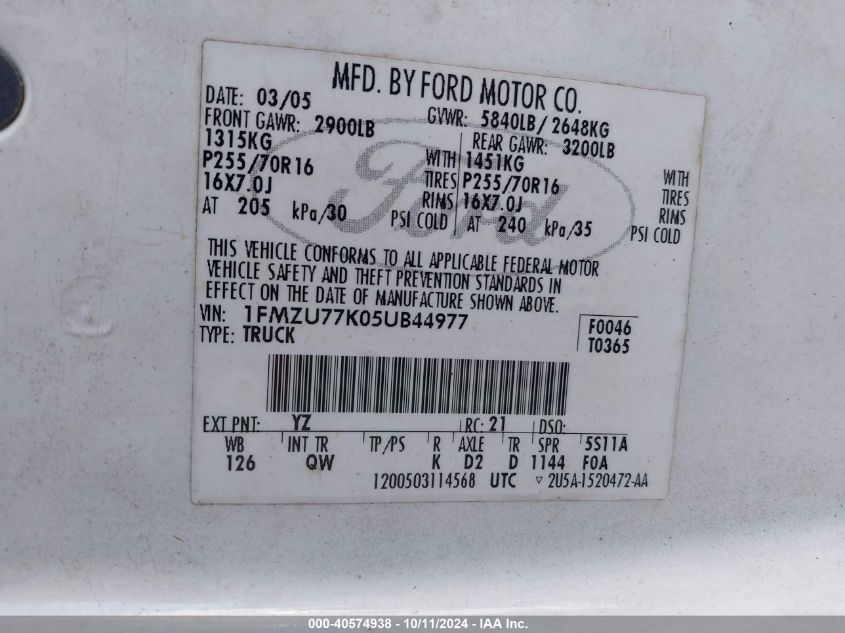 MFD. BY FORD MOTOR CO.
DATE: 03/05 GVWR: 5840LB/ 2648KG
FRONT GAWR: 2900LB REAR GAWR: 3200LB
1315KG WITH 1451KG WITH
P255/70R16 TIRES P255/70R16 TIRES
16X7.0J RIMS 16X7.0J RIMS
AT 205 kPa/30 PSI COLD AT 240 kPa/35 PSI COLD
Ford
THIS VEHICLE CONFORMS TO ALL APPLICABLE FEDERAL MOTOR
VEHICLE SAFETY AND THEFT PREVENTION STANDARDS IN
EFFECT ON THE DATE OF MANUFACTURE SHOWN ABOVE.
VIN: 1FMZU77K05UB44977 F0046
TYPE: TRUCK T0365
EXT PNT: YZ RC: 21 DSO:
WB INT TR TP/PS R AXLE TR SPR 5S11A
126 QW K D2 D 1144 F0A
1200503114568 UTC ▽ 2U5A-1520472-AA
000-40574938 - 10/11/2024 - IAA Inc.